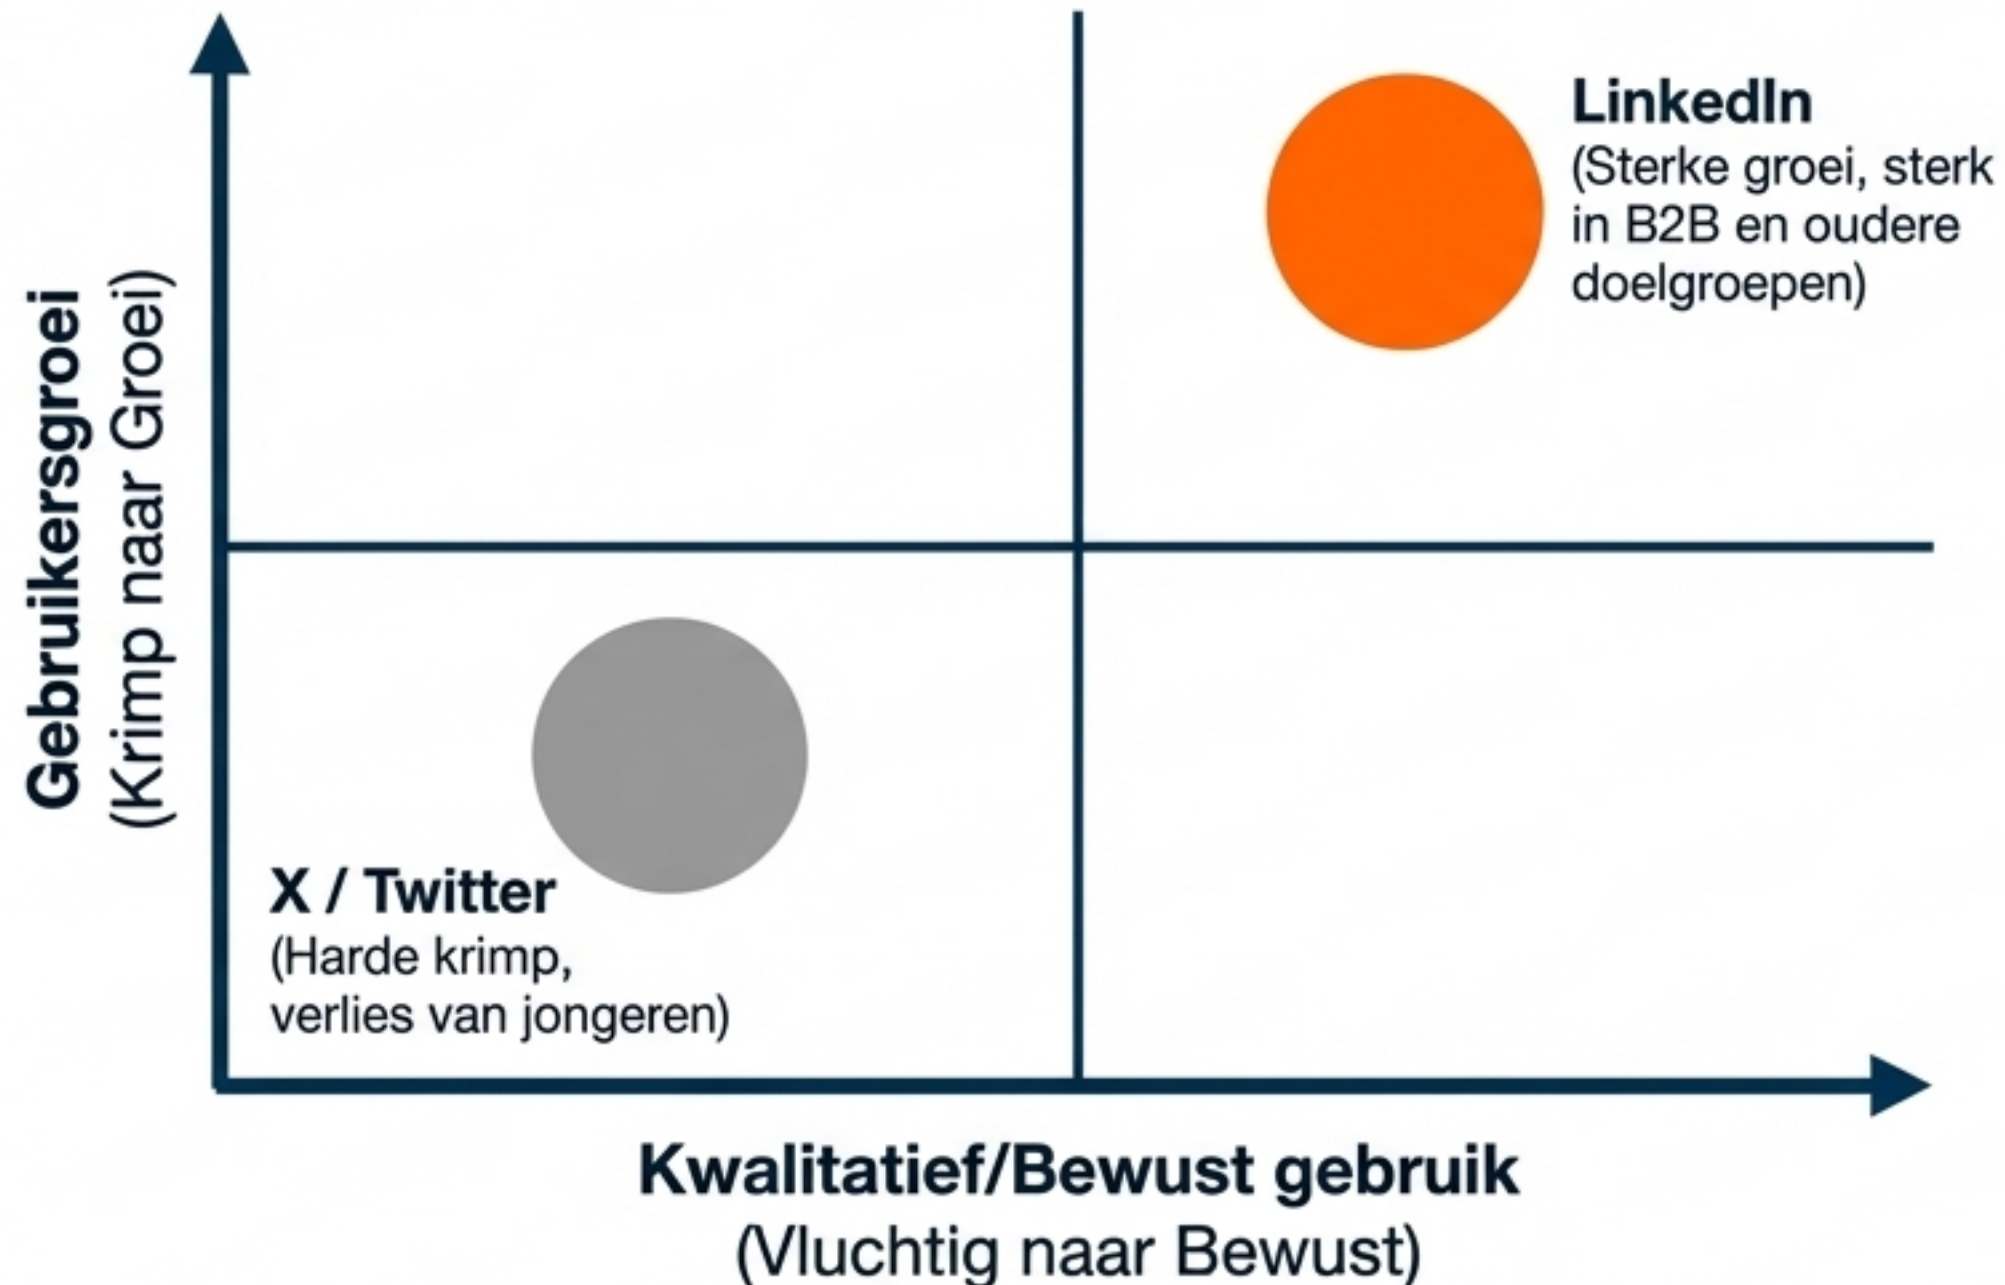 Gebruikersgroei
(Krimp naar Groei)
LinkedIn
(Sterke groei, sterk
in B2B en oudere
doelgroepen)
X / Twitter
(Harde krimp,
verlies van jongeren)
Kwalitatief/Bewust gebruik
(Vluchtig naar Bewust)